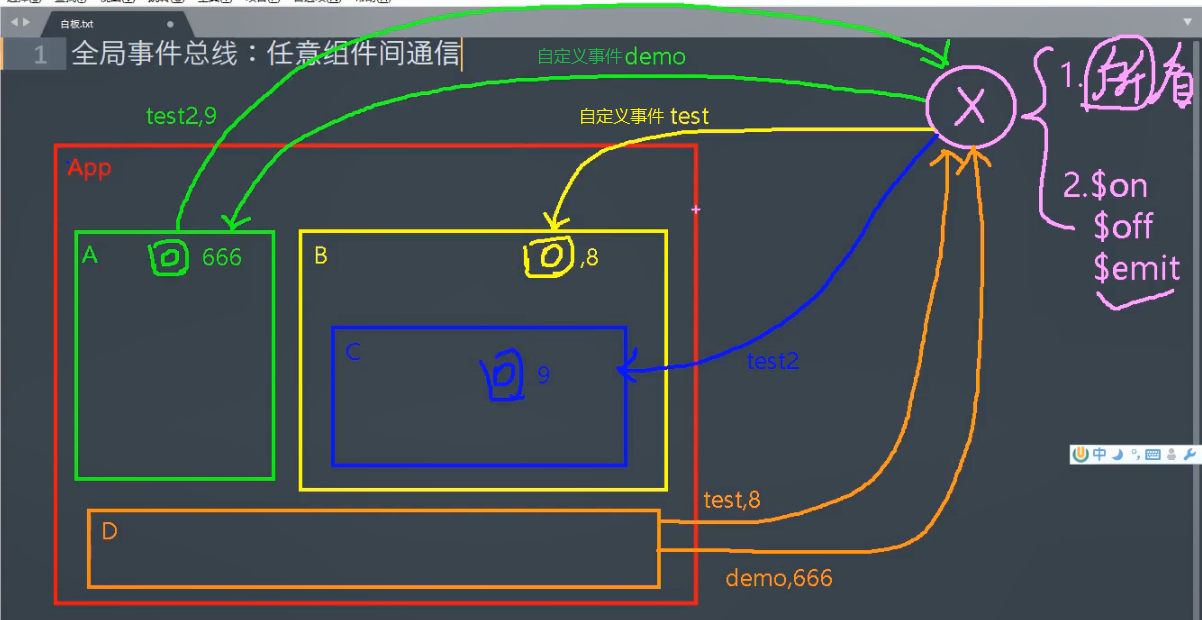 白板.txt
1 全局事件总线：任意组件间通信
自定义事件demo
1.所有看
test2,9
自定义事件 test
X
App
2.$on
$off
$emit
A
666
B
,8
C
9
test2
中
test,8
D
demo,666